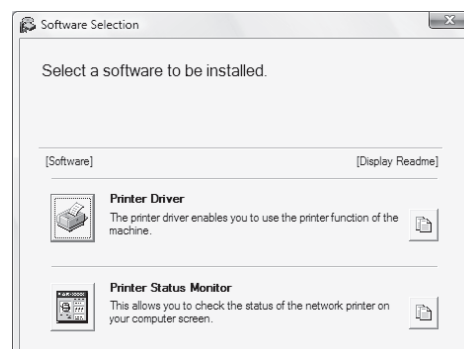 Software Selection
Select a software to be installed.
[Software] [Display Readme]
Printer Driver
The printer driver enables you to use the printer function of the
machine.
Printer Status Monitor
This allows you to check the status of the network printer on
your computer screen.